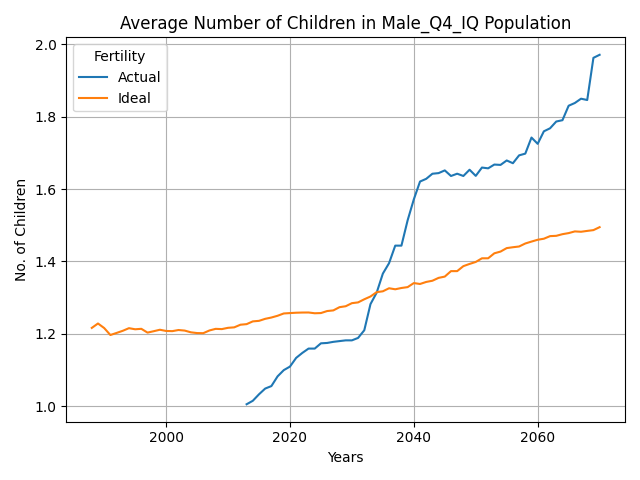 Average Number of Children in Male_Q4_IQ Population
Fertility
Actual
Ideal
No. of Children
2.0
1.8
1.6
1.4
1.2
1.0
2000 2020 2040 2060
Years